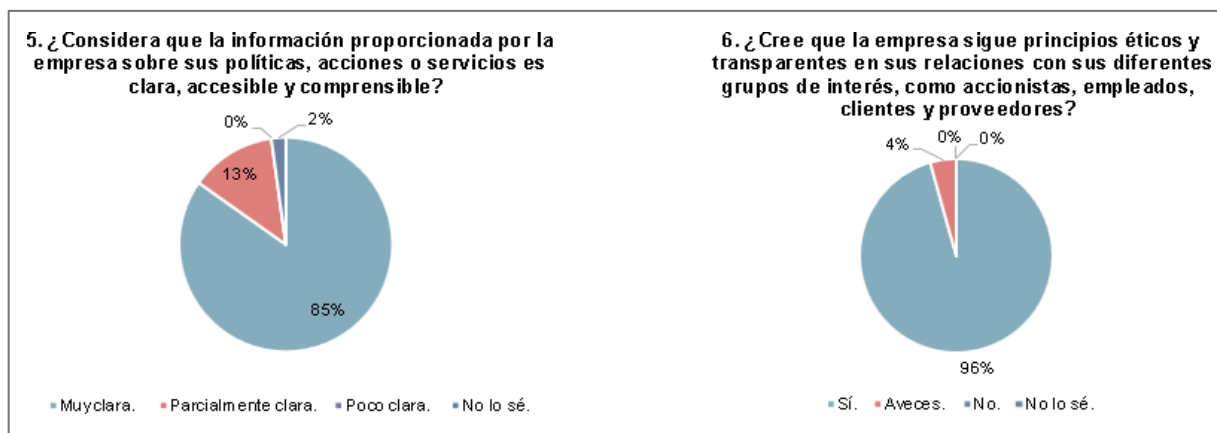 5. ¿Considera que la información proporcionada por la
empresa sobre sus políticas, acciones o servicios es
clara, accesible y comprensible?
0%
2%
13%
85%
Muy clara.
Parcialmente clara.
Poco clara.
No lo sé.
6. ¿Cree que la empresa sigue principios éticos y
transparentes en sus relaciones con sus diferentes
grupos de interés, como accionistas, empleados,
clientes y proveedores?
4%
0%
0%
96%
Sí.
Aveces.
No.
No lo sé.